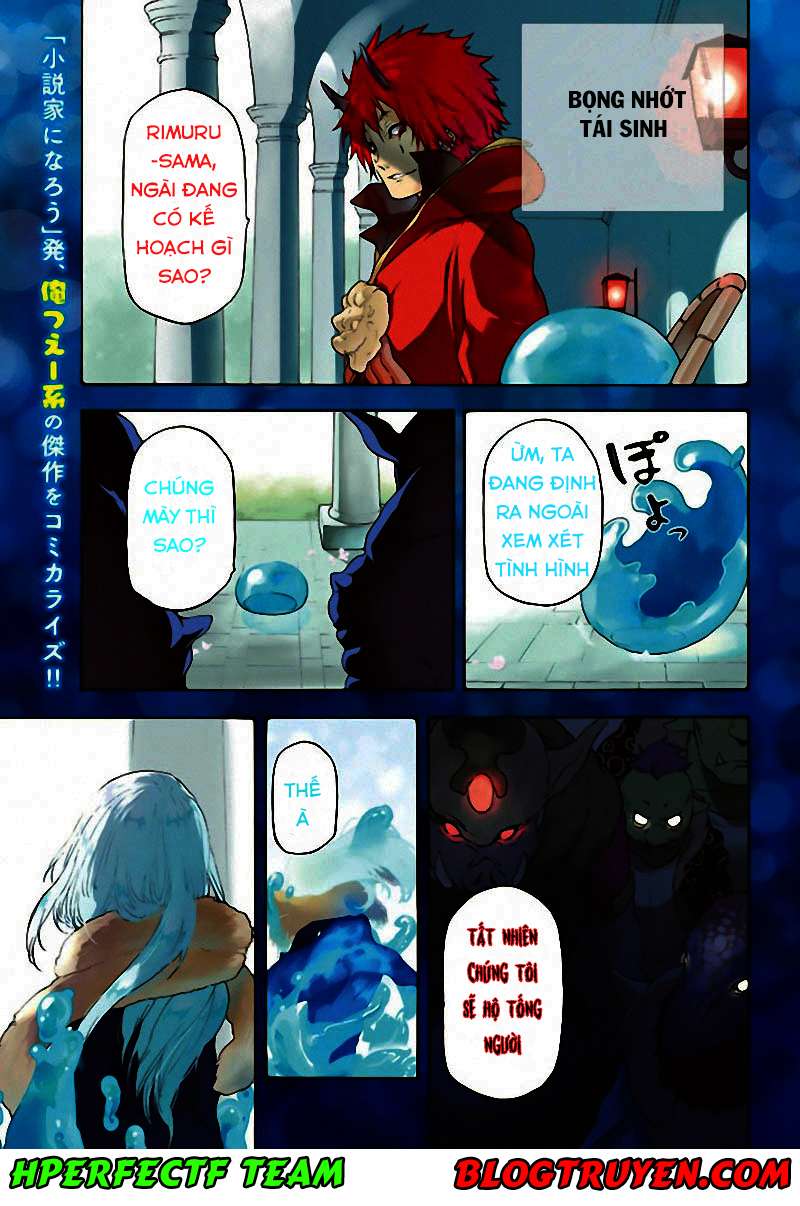 「小説家になろう」発、俺つえー系の傑作をコミカライズ!!
BỌNG NHỚT
TÁI SINH
RIMURU
-SAMA,
NGÀI ĐANG
CÓ KẾ
HOẠCH GÌ
SAO?
ỪM, TA
ĐANG ĐỊNH
RA NGOÀI
XEM XÉT
TÌNH HÌNH
ぽよっ
CHÚNG
MÀY THÌ
SAO?
TẤT NHIÊN
CHÚNG TÔI
SẼ HỘ TỐNG
NGƯỜI
THẾ
À
HPERFECTF TEAM
BLOGTRUYEN.COM